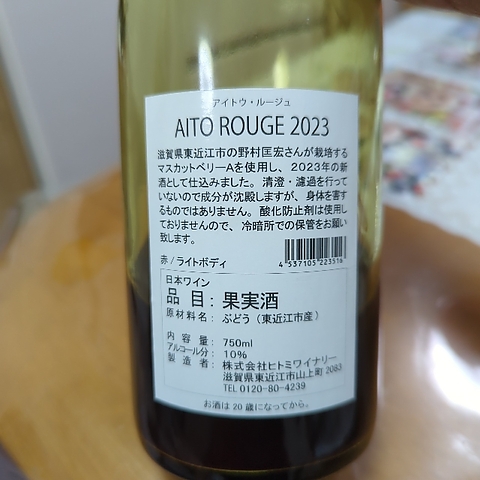 アイトウ・ルージュ
AITO ROUGE 2023
滋賀県東近江市の野村匡宏さんが栽培する
マスカットベリーAを使用し、2023年の新
酒として仕込みました。清澄・濾過を行って
いないので成分が沈殿しますが、身体を害す
るものではありません。酸化防止剤は使用し
ておりませんので、冷暗所での保管をお願い
致します。
4 537105 223516
赤/ライトボディ
日本ワイン
品 目: 果実酒
原材料名: ぶどう(東近江市産)
内 容 量: 750ml
アルコール分: 10%
製 造 者: 株式会社ヒトミワイナリー
滋賀県東近江市山上町 2083
TEL 0120-80-4239
お酒は 20 歳になってから。